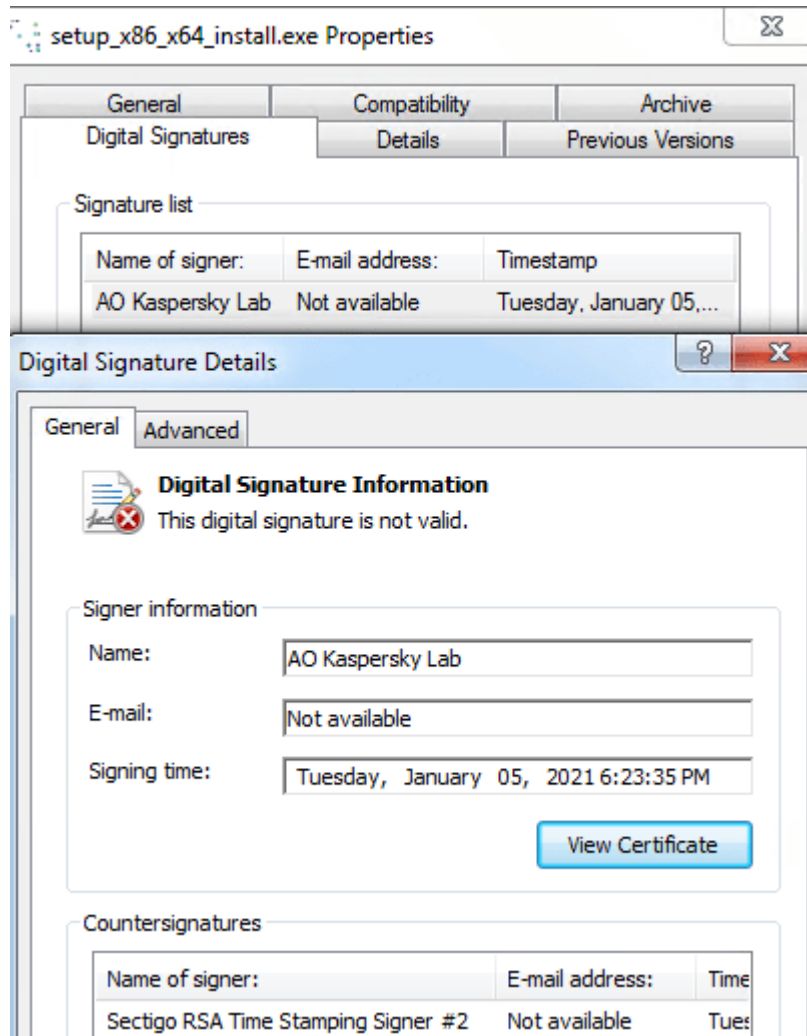 setup_x86_x64_install.exe Properties
General Compatibility Archive
Digital Signatures Details Previous Versions
Signature list
Name of signer: E-mail address: Timestamp
AO Kaspersky Lab Not available Tuesday, January 05,...
Digital Signature Details
General Advanced
Digital Signature Information
This digital signature is not valid.
Signer information
Name: AO Kaspersky Lab
E-mail: Not available
Signing time: Tuesday, January 05, 2021 6:23:35 PM
View Certificate
Countersignatures
Name of signer: E-mail address: Time
Sectigo RSA Time Stamping Signer #2 Not available Tues